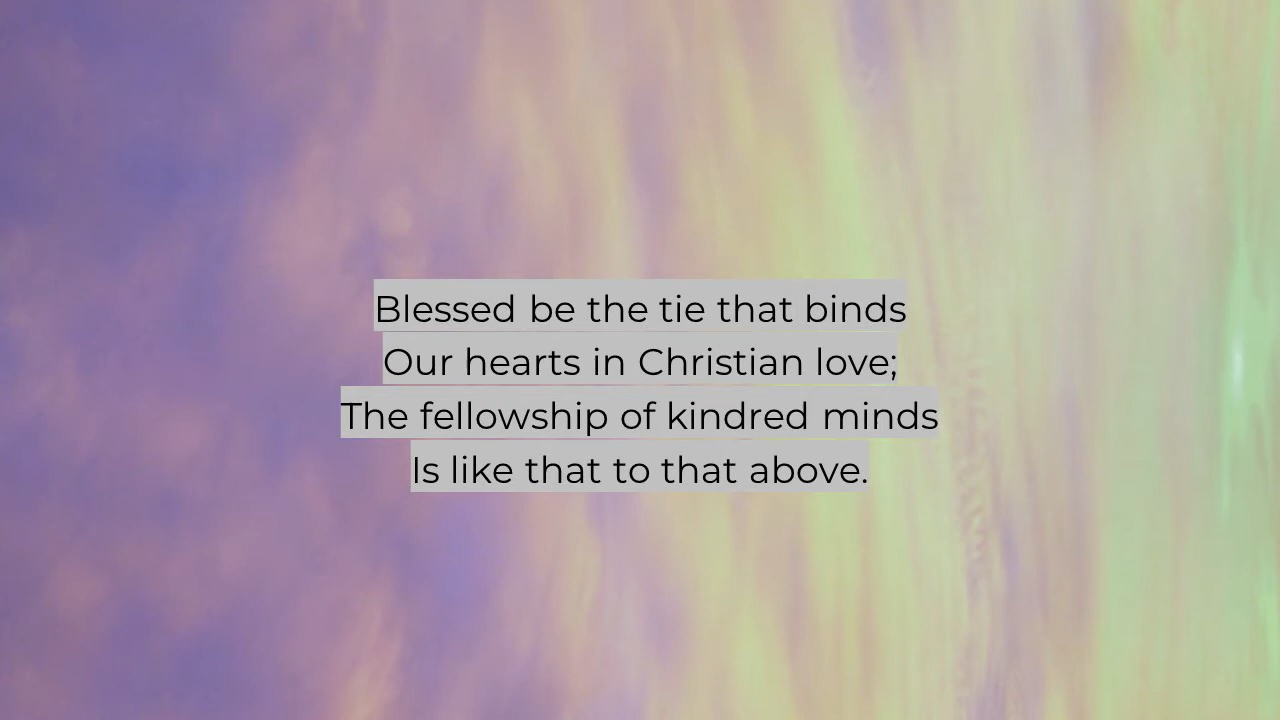 Blessed be the tie that binds
Our hearts in Christian love;
The fellowship of kindred minds
Is like that to that above.